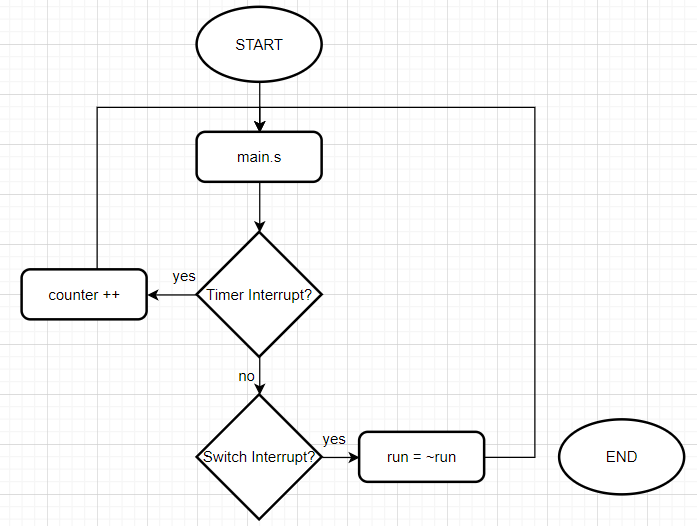 START
main.s
yes
counter ++
Timer Interrupt?
no
yes
Switch Interrupt?
run = ~run
END